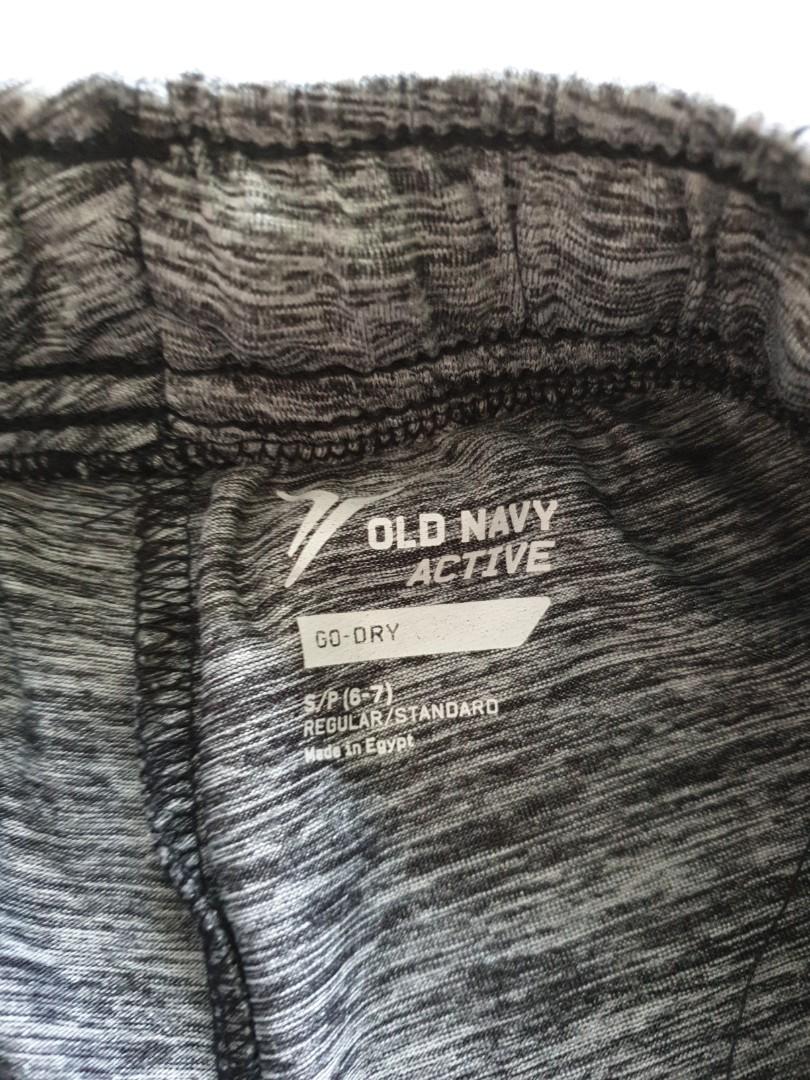 OLD NAVY
ACTIVE
GO-DRY
S/P (6-7)
REGULAR/STANDARD
Made in Egypt